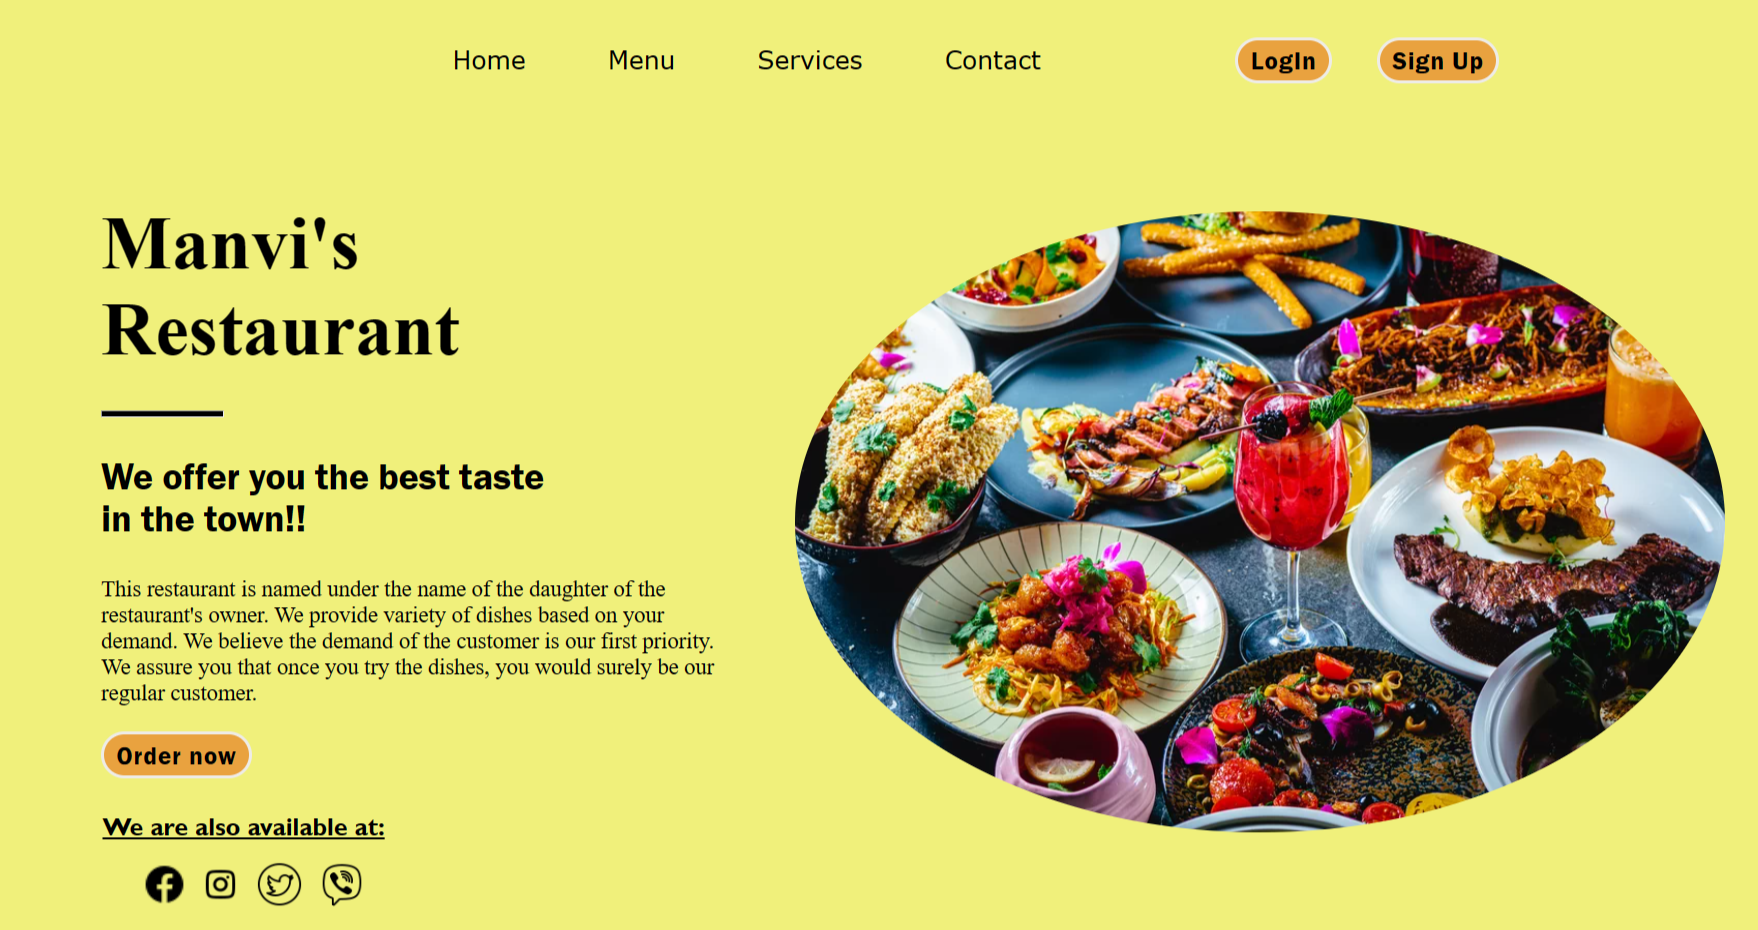 Home Menu Services Contact LogIn Sign Up
Manvi's
Restaurant
We offer you the best taste
in the town!!
This restaurant is named under the name of the daughter of the
restaurant's owner. We provide variety of dishes based on your
demand. We believe the demand of the customer is our first priority.
We assure you that once you try the dishes, you would surely be our
regular customer.
Order now
We are also available at: